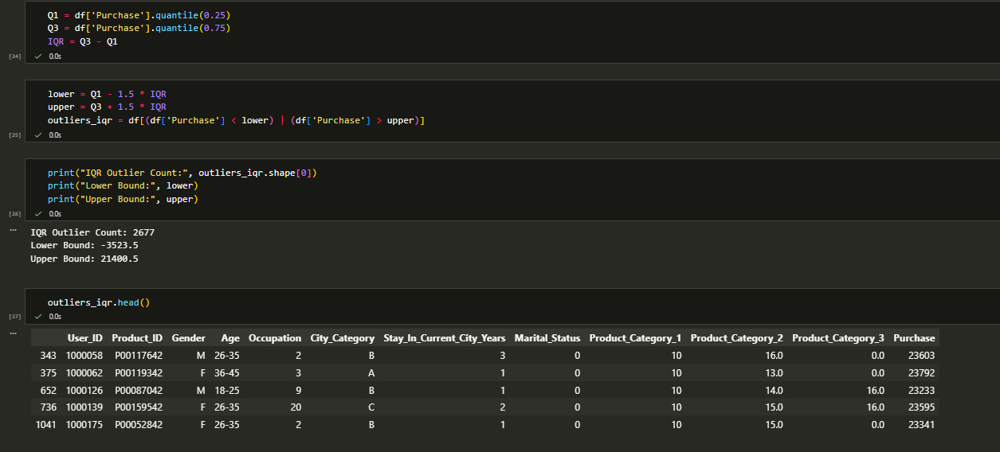 Q1 = df['Purchase'].quantile(0.25)
Q3 = df['Purchase'].quantile(0.75)
IQR = Q3 - Q1
[24] ✓ 0.0s
lower = Q1 - 1.5 * IQR
upper = Q3 + 1.5 * IQR
outliers_iqr = df[(df['Purchase'] < lower) | (df['Purchase'] > upper)]
[25] ✓ 0.0s
print("IQR Outlier Count:", outliers_iqr.shape[0])
print("Lower Bound:", lower)
print("Upper Bound:", upper)
[26] ✓ 0.0s
... IQR Outlier Count: 2677
Lower Bound: -3523.5
Upper Bound: 21400.5
outliers_iqr.head()
[27] ✓ 0.0s
... User_ID Product_ID Gender Age Occupation City_Category Stay_In_Current_City_Years Marital_Status Product_Category_1 Product_Category_2 Product_Category_3 Purchase
343 1000058 P00117642 M 26-35 2 B 3 0 10 16.0 0.0 23603
375 1000062 P00119342 F 36-45 3 A 1 0 10 13.0 0.0 23792
652 1000126 P00087042 M 18-25 9 B 1 0 10 14.0 16.0 23233
736 1000139 P00159542 F 26-35 20 C 2 0 10 15.0 16.0 23595
1041 1000175 P00052842 F 26-35 2 B 1 0 10 15.0 0.0 23341